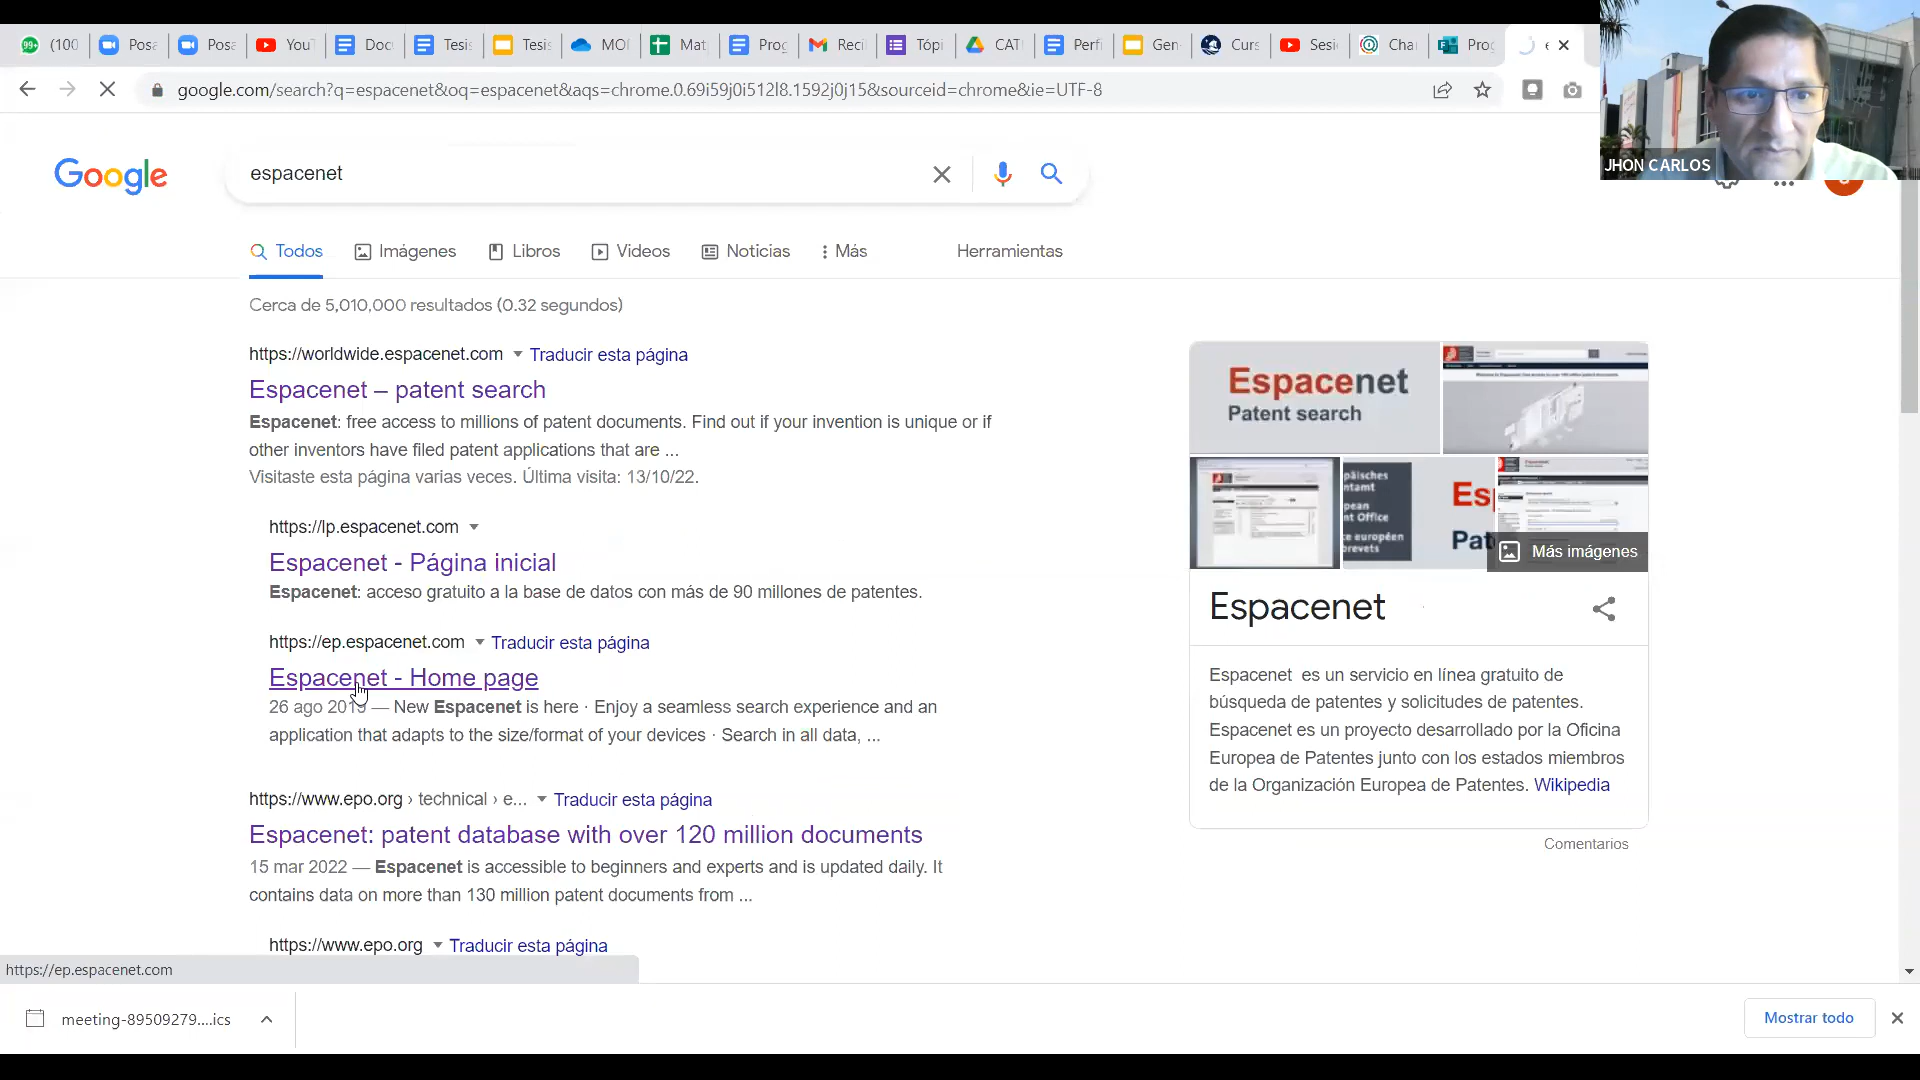 99+ (100 Posa Posa YouT Doc Tesis Tesis MO Mat Prog Reci Tópi CAT Perfi Gen Curs Sesi Cha Pro e
google.com/search?q=espacenet&oq=espacenet&aqs=chrome.0.69i59j0i512l8.1592j0j15&sourceid=chrome&ie=UTF-8
JHON CARLOS
Google
espacenet
Todos Imágenes Libros Videos Noticias Más Herramientas
Cerca de 5,010,000 resultados (0.32 segundos)
https://worldwide.espacenet.com Traducir esta página
Espacenet – patent search
Espacenet: free access to millions of patent documents. Find out if your invention is unique or if
other inventors have filed patent applications that are ...
Visitaste esta página varias veces. Última visita: 13/10/22.
https://lp.espacenet.com
Espacenet - Página inicial
Espacenet: acceso gratuito a la base de datos con más de 90 millones de patentes.
https://ep.espacenet.com Traducir esta página
Espacenet - Home page
26 ago 2019 — New Espacenet is here · Enjoy a seamless search experience and an
application that adapts to the size/format of your devices · Search in all data, ...
https://www.epo.org › technical › e... Traducir esta página
Espacenet: patent database with over 120 million documents
15 mar 2022 — Espacenet is accessible to beginners and experts and is updated daily. It
contains data on more than 130 million patent documents from ...
https://www.epo.org Traducir esta página
Espacenet
Patent search
päisches
ntamt
pean
nt Office
ce européen
brevets
Es
Pat
Más imágenes
Espacenet
Espacenet es un servicio en línea gratuito de
búsqueda de patentes y solicitudes de patentes.
Espacenet es un proyecto desarrollado por la Oficina
Europea de Patentes junto con los estados miembros
de la Organización Europea de Patentes. Wikipedia
Comentarios
https://ep.espacenet.com
meeting-89509279....ics
Mostrar todo